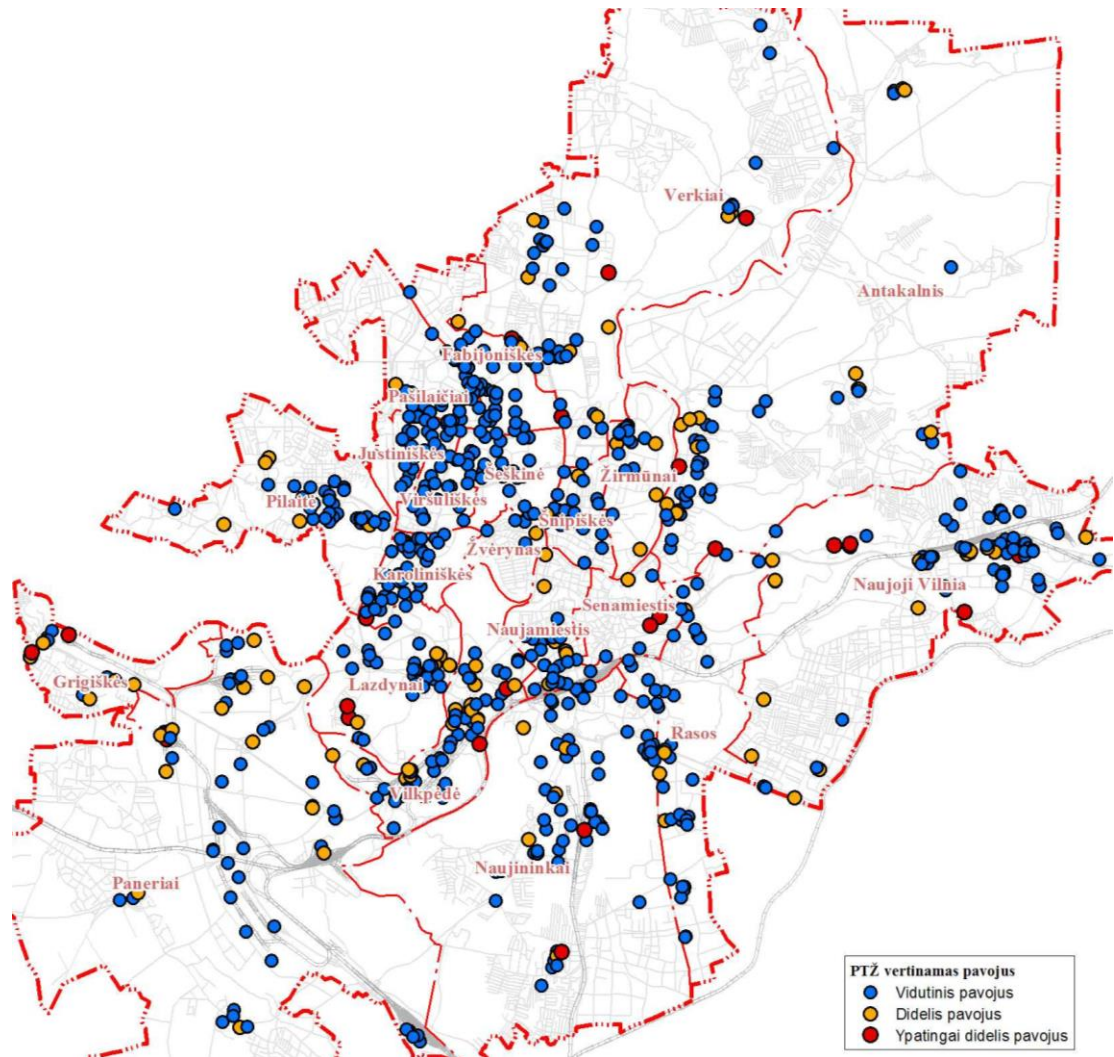 Verkiai
Antakalnis
Fabijoniškės
Pašilaičiai
Justiniškės
Šeškinė
Žirmūnai
Pilaitė
Viršuliškės
Šnipiškės
Žvėrynas
Karoliniškės
Naujoji Vilnia
Senamiestis
Naujamiestis
Grigiškės
Lazdynai
Rasos
Vilkpėdė
Naujininkai
Paneriai
PTŽ vertinamas pavojus
Vidutinis pavojus
Didelis pavojus
Ypatingai didelis pavojus